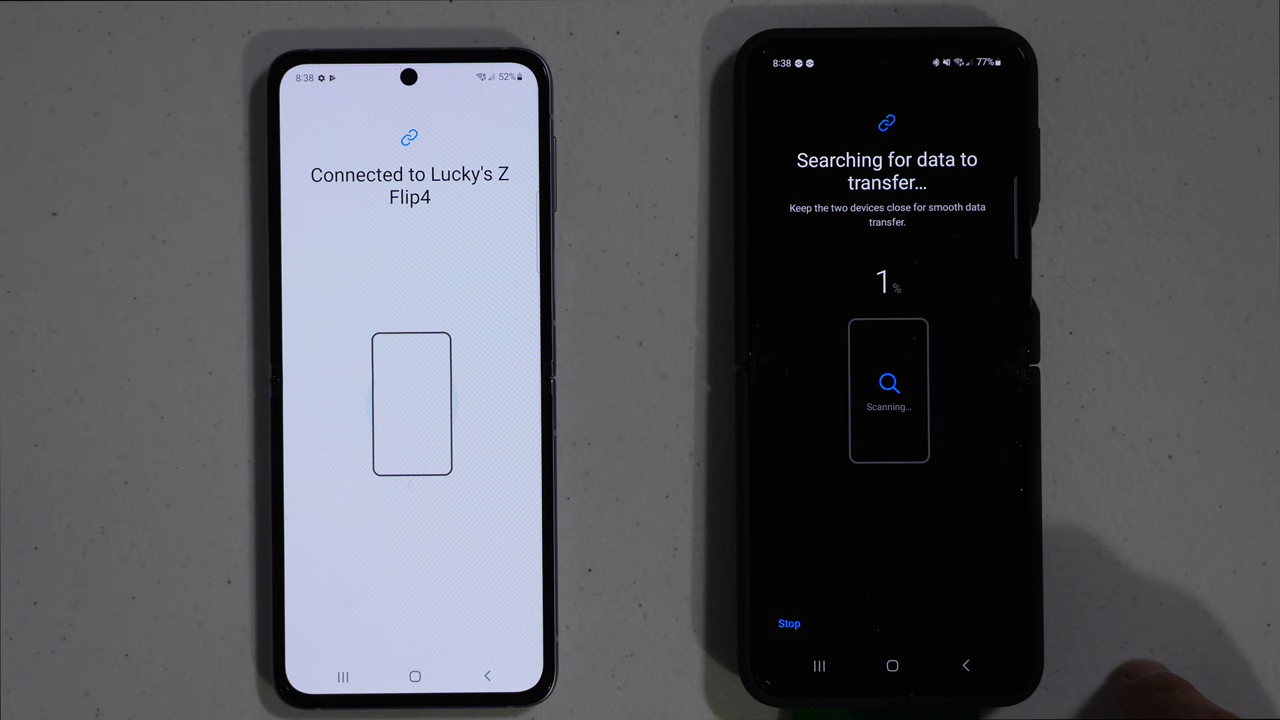 8:38
52%
Connected to Lucky's Z
Flip4
8:38
77%
Searching for data to
transfer...
Keep the two devices close for smooth data
transfer.
1%
Scanning...
Stop